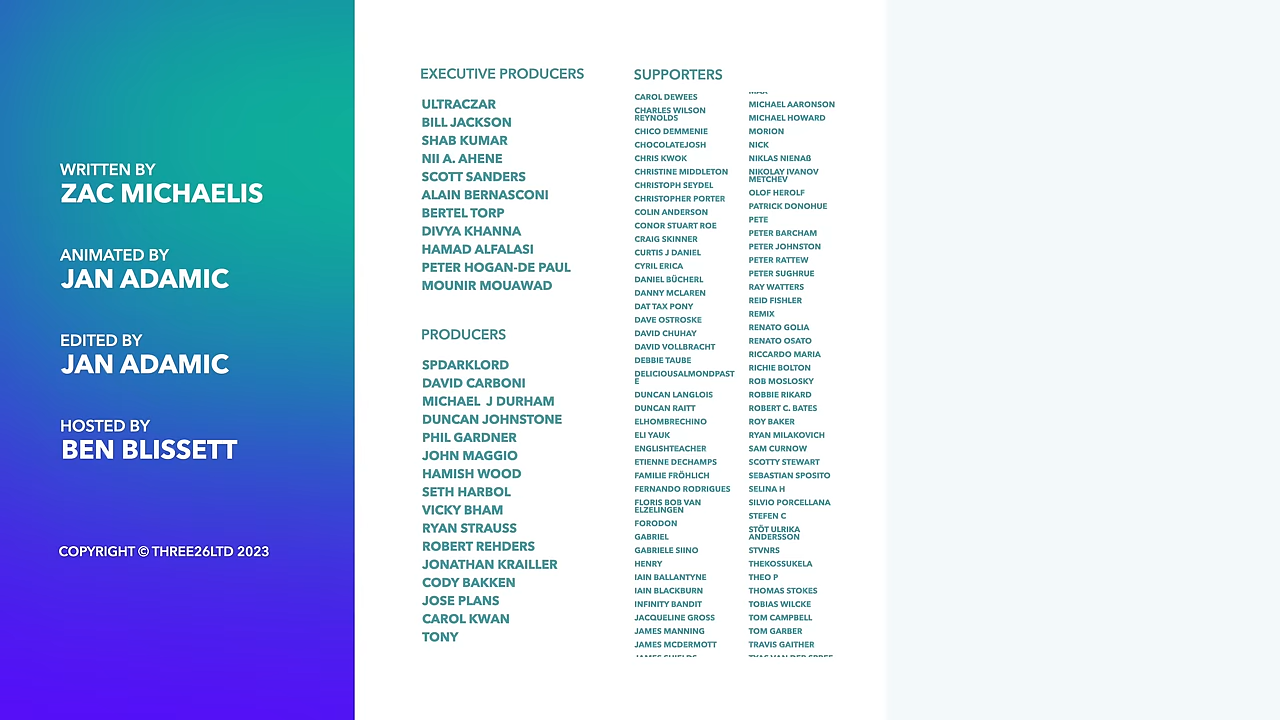 WRITTEN BY
ZAC MICHAELIS
ANIMATED BY
JAN ADAMIC
EDITED BY
JAN ADAMIC
HOSTED BY
BEN BLISSETT
COPYRIGHT © THREE26LTD 2023
EXECUTIVE PRODUCERS
ULTRACZAR
BILL JACKSON
SHAB KUMAR
NII A. AHENE
SCOTT SANDERS
ALAIN BERNASCONI
BERTEL TORP
DIVYA KHANNA
HAMAD ALFALASI
PETER HOGAN-DE PAUL
MOUNIR MOUAWAD
PRODUCERS
SPDARKLORD
DAVID CARBONI
MICHAEL J DURHAM
DUNCAN JOHNSTONE
PHIL GARDNER
JOHN MAGGIO
HAMISH WOOD
SETH HARBOL
VICKY BHAM
RYAN STRAUSS
ROBERT REHDERS
JONATHAN KRAILLER
CODY BAKKEN
JOSE PLANS
CAROL KWAN
TONY
SUPPORTERS
CAROL DEWEES
CHARLES WILSON
REYNOLDS
CHICO DEMMENIE
CHOCOLATEJOSH
CHRIS KWOK
CHRISTINE MIDDLETON
CHRISTOPH SEYDEL
CHRISTOPHER PORTER
COLIN ANDERSON
CONOR STUART ROE
CRAIG SKINNER
CURTIS J DANIEL
CYRIL ERICA
DANIEL BÜCHERL
DANNY MCLAREN
DAT TAX PONY
DAVE OSTROSKE
DAVID CHUHAY
DAVID VOLLBRACHT
DEBBIE TAUBE
DELICIOUSALMONDPAST
E
DUNCAN LANGLOIS
DUNCAN RAITT
ELHOMBRECHINO
ELI YAUK
ENGLISHTEACHER
ETIENNE DECHAMPS
FAMILIE FRÖHLICH
FERNANDO RODRIGUES
FLORIS BOB VAN
ELZELINGEN
FORODON
GABRIEL
GABRIELE SIINO
HENRY
IAIN BALLANTYNE
IAIN BLACKBURN
INFINITY BANDIT
JACQUELINE GROSS
JAMES MANNING
JAMES MCDERMOTT
JAMES SHIELDS
MICHAEL AARONSON
MICHAEL HOWARD
MORION
NICK
NIKLAS NIENAß
NIKOLAY IVANOV
METCHEV
OLOF HEROLF
PATRICK DONOHUE
PETE
PETER BARCHAM
PETER JOHNSTON
PETER RATTEW
PETER SUGHRUE
RAY WATTERS
REID FISHLER
REMIX
RENATO GOLIA
RENATO OSATO
RICCARDO MARIA
RICHIE BOLTON
ROB MOSLOSKY
ROBBIE RIKARD
ROBERT C. BATES
ROY BAKER
RYAN MILAKOVICH
SAM CURNOW
SCOTTY STEWART
SEBASTIAN SPOSITO
SELINA H
SILVIO PORCELLANA
STEFEN C
STÖT ULRIKA
ANDERSSON
STVNRS
THEKOSSUKELA
THEO P
THOMAS STOKES
TOBIAS WILCKE
TOM CAMPBELL
TOM GARBER
TRAVIS GAITHER